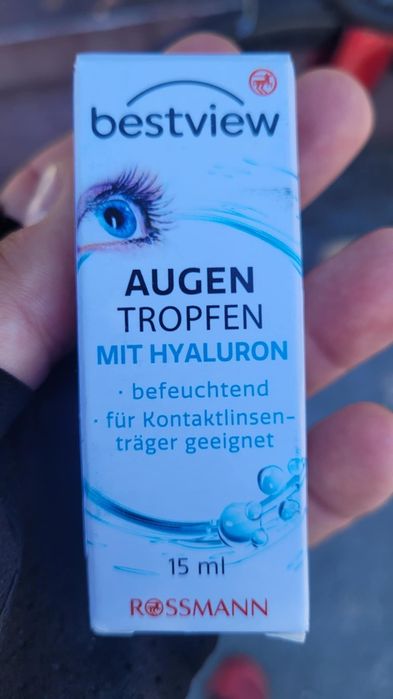 bestview
AUGEN
TROPFEN
MIT HYALURON
· befeuchtend
· für Kontaktlinsen-
träger geeignet
15 ml
ROSSMANN